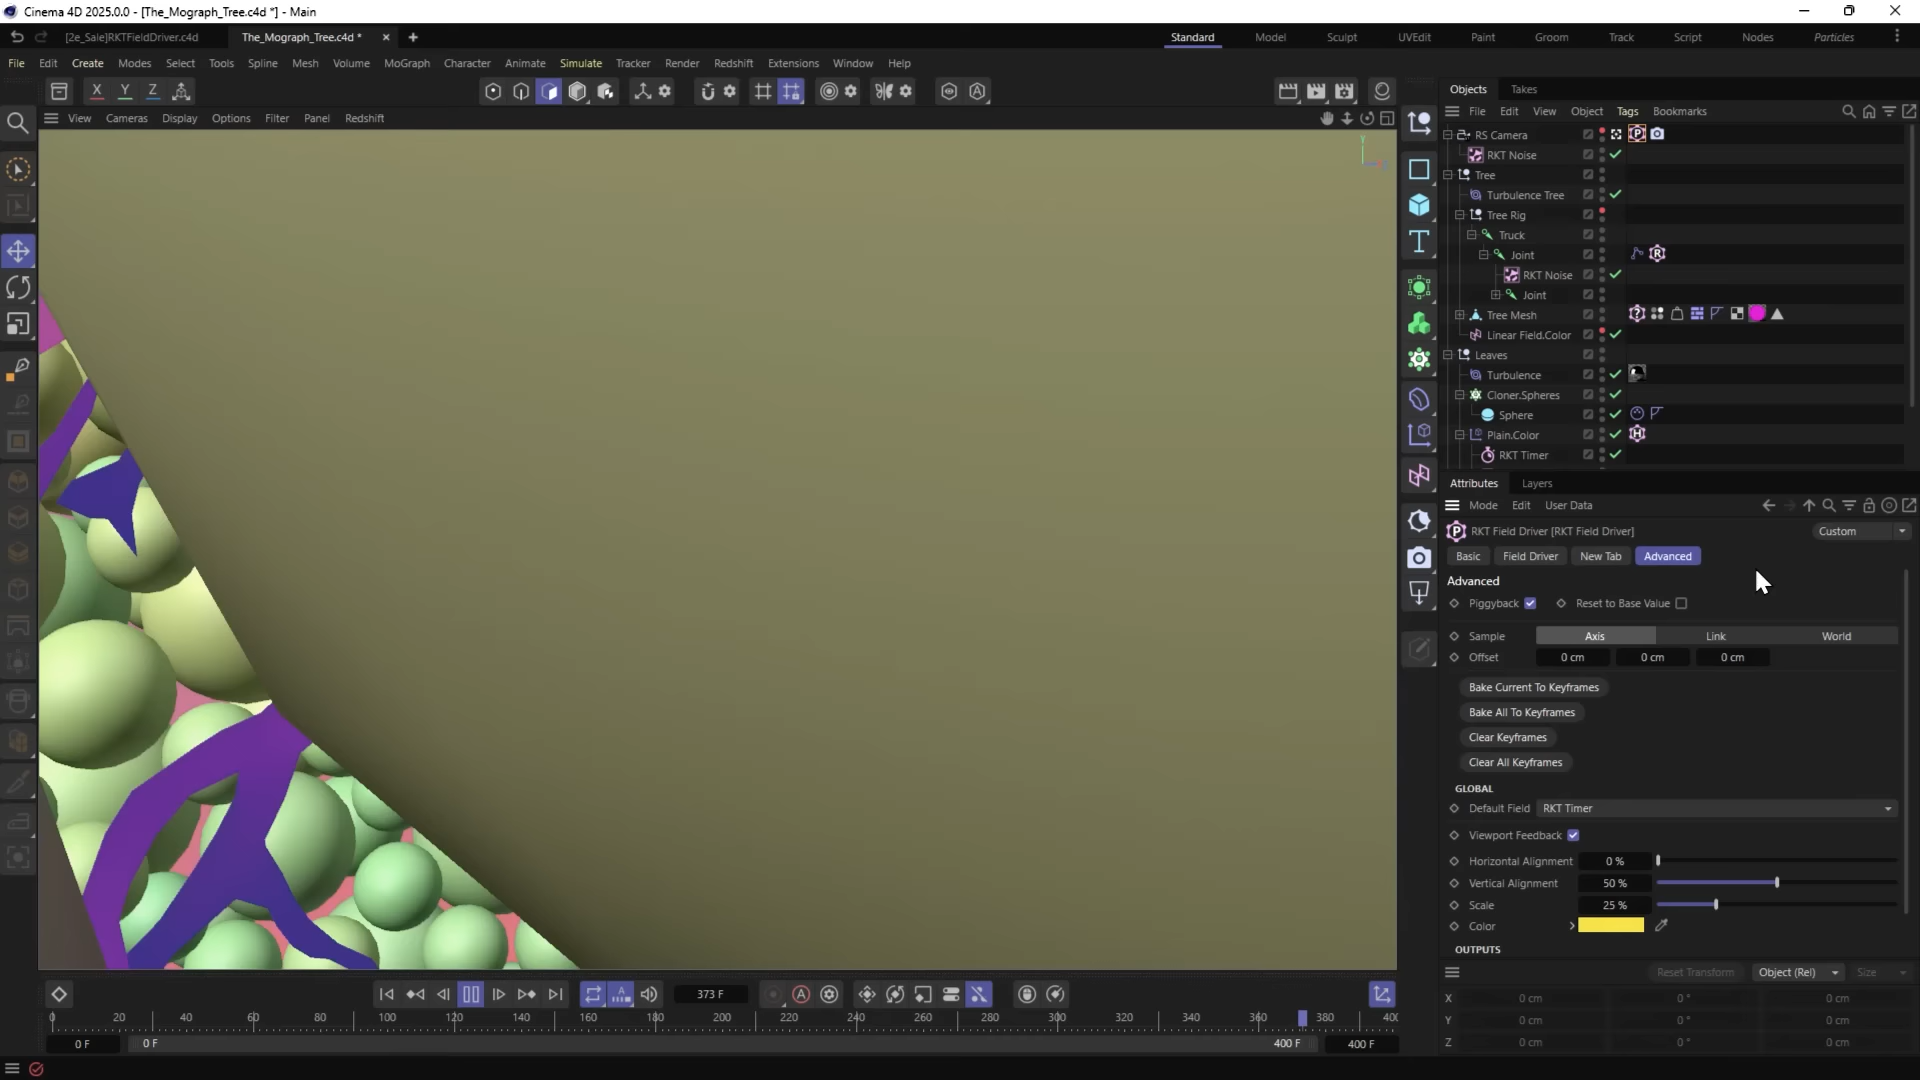 Cinema 4D 2025.0.0 - [The_Mograph_Tree.c4d *] - Main
[2e_Sale]RKTFieldDriver.c4d
The_Mograph_Tree.c4d *
Standard Model Sculpt UVEdit Paint Groom Track Script Nodes Particles
File Edit Create Modes Select Tools Spline Mesh Volume MoGraph Character Animate Simulate Tracker Render Redshift Extensions Window Help
X Y Z
View Cameras Display Options Filter Panel Redshift
Y
Objects Takes
File Edit View Object Tags Bookmarks
RS Camera
RKT Noise
Tree
Turbulence Tree
Tree Rig
Truck
Joint
RKT Noise
Joint
Tree Mesh
Linear Field.Color
Leaves
Turbulence
Cloner.Spheres
Sphere
Plain.Color
RKT Timer
Attributes Layers
Mode Edit User Data
RKT Field Driver [RKT Field Driver] Custom
Basic Field Driver New Tab Advanced
Advanced
Piggyback Reset to Base Value
Sample Axis Link World
Offset 0 cm 0 cm 0 cm
Bake Current To Keyframes
Bake All To Keyframes
Clear Keyframes
Clear All Keyframes
GLOBAL
Default Field RKT Timer
Viewport Feedback
Horizontal Alignment 0 %
Vertical Alignment 50 %
Scale 25 %
Color
OUTPUTS
Reset Transform Object (Rel) Size
X 0 cm 0 ° 0 cm
Y 0 cm 0 ° 0 cm
Z 0 cm 0 ° 0 cm
373 F
0 20 40 60 80 100 120 140 160 180 200 220 240 260 280 300 320 340 360 380 400
0 F 0 F 400 F 400 F